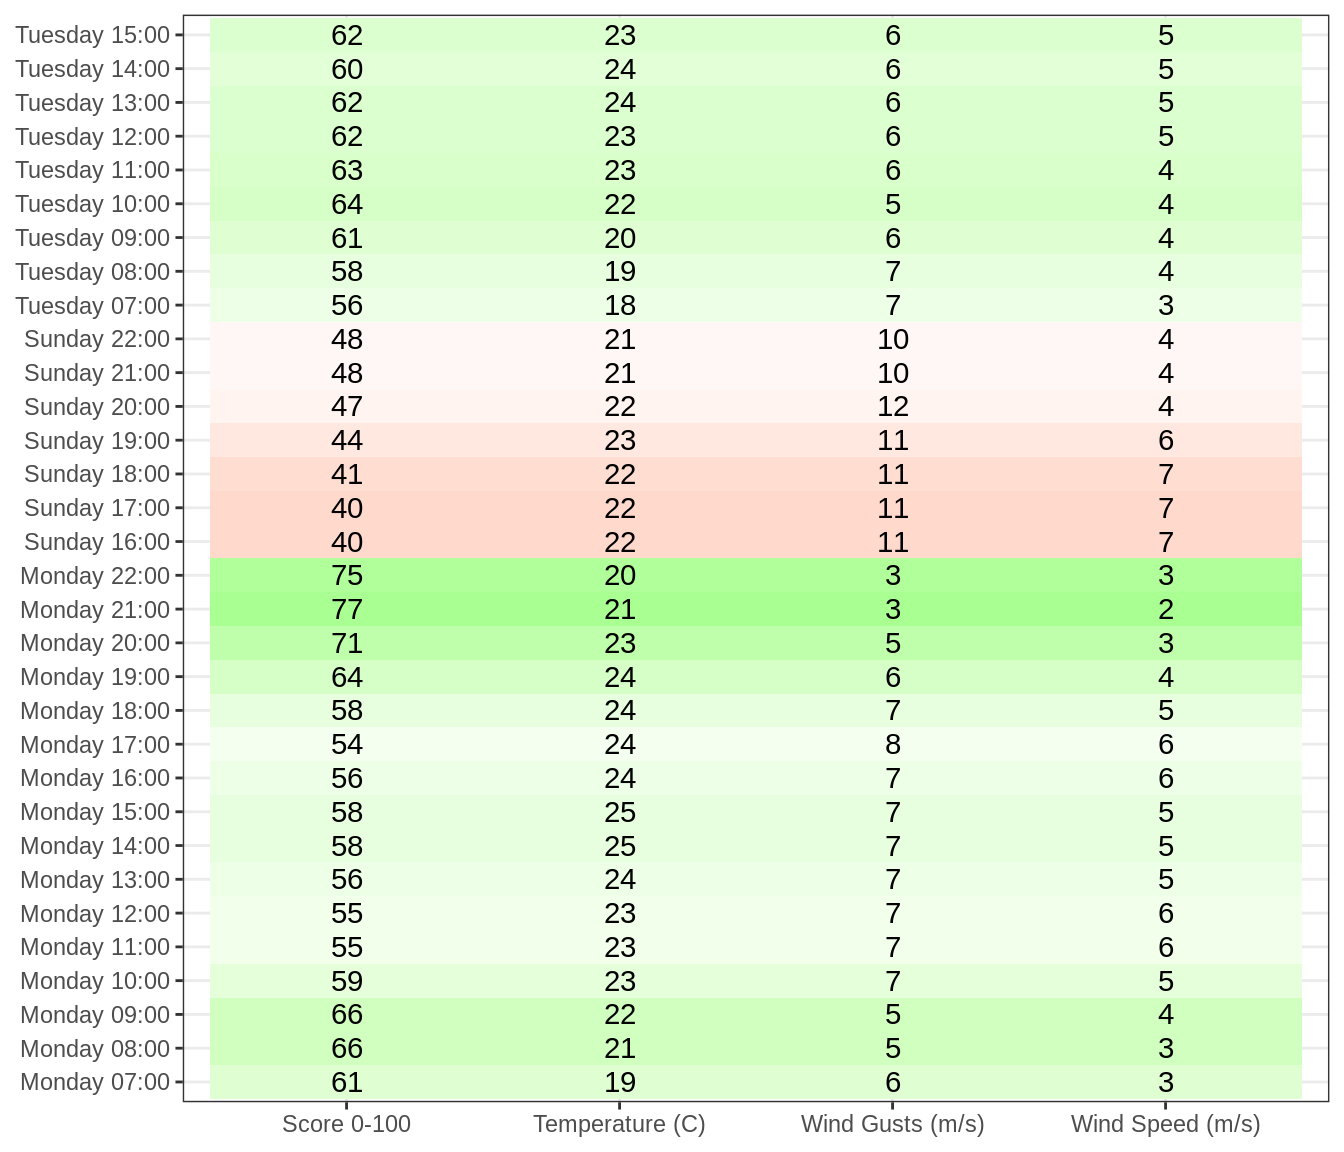 Tuesday 15:00 62 23 6 5
Tuesday 14:00 60 24 6 5
Tuesday 13:00 62 24 6 5
Tuesday 12:00 62 23 6 5
Tuesday 11:00 63 23 6 4
Tuesday 10:00 64 22 5 4
Tuesday 09:00 61 20 6 4
Tuesday 08:00 58 19 7 4
Tuesday 07:00 56 18 7 3
Sunday 22:00 48 21 10 4
Sunday 21:00 48 21 10 4
Sunday 20:00 47 22 12 4
Sunday 19:00 44 23 11 6
Sunday 18:00 41 22 11 7
Sunday 17:00 40 22 11 7
Sunday 16:00 40 22 11 7
Monday 22:00 75 20 3 3
Monday 21:00 77 21 3 2
Monday 20:00 71 23 5 3
Monday 19:00 64 24 6 4
Monday 18:00 58 24 7 5
Monday 17:00 54 24 8 6
Monday 16:00 56 24 7 6
Monday 15:00 58 25 7 5
Monday 14:00 58 25 7 5
Monday 13:00 56 24 7 5
Monday 12:00 55 23 7 6
Monday 11:00 55 23 7 6
Monday 10:00 59 23 7 5
Monday 09:00 66 22 5 4
Monday 08:00 66 21 5 3
Monday 07:00 61 19 6 3
Score 0-100 Temperature (C) Wind Gusts (m/s) Wind Speed (m/s)